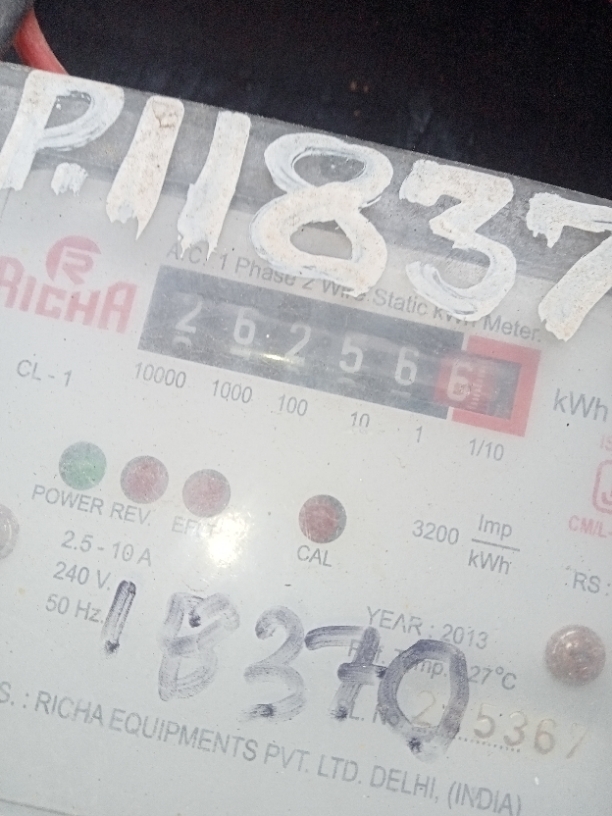 P.11837
RICHA
A.C. 1 Phase 2 Wire Static kWh Meter.
2 6 2 5 6 6
kWh
CL - 1
10000 1000 100 10 1 1/10
POWER REV.
CAL
3200 Imp/kWh
CM/L-
RS.
2.5 - 10 A
240 V.
50 Hz.
YEAR : 2013
27°C
18370
5367
S. : RICHA EQUIPMENTS PVT. LTD. DELHI, (INDIA)